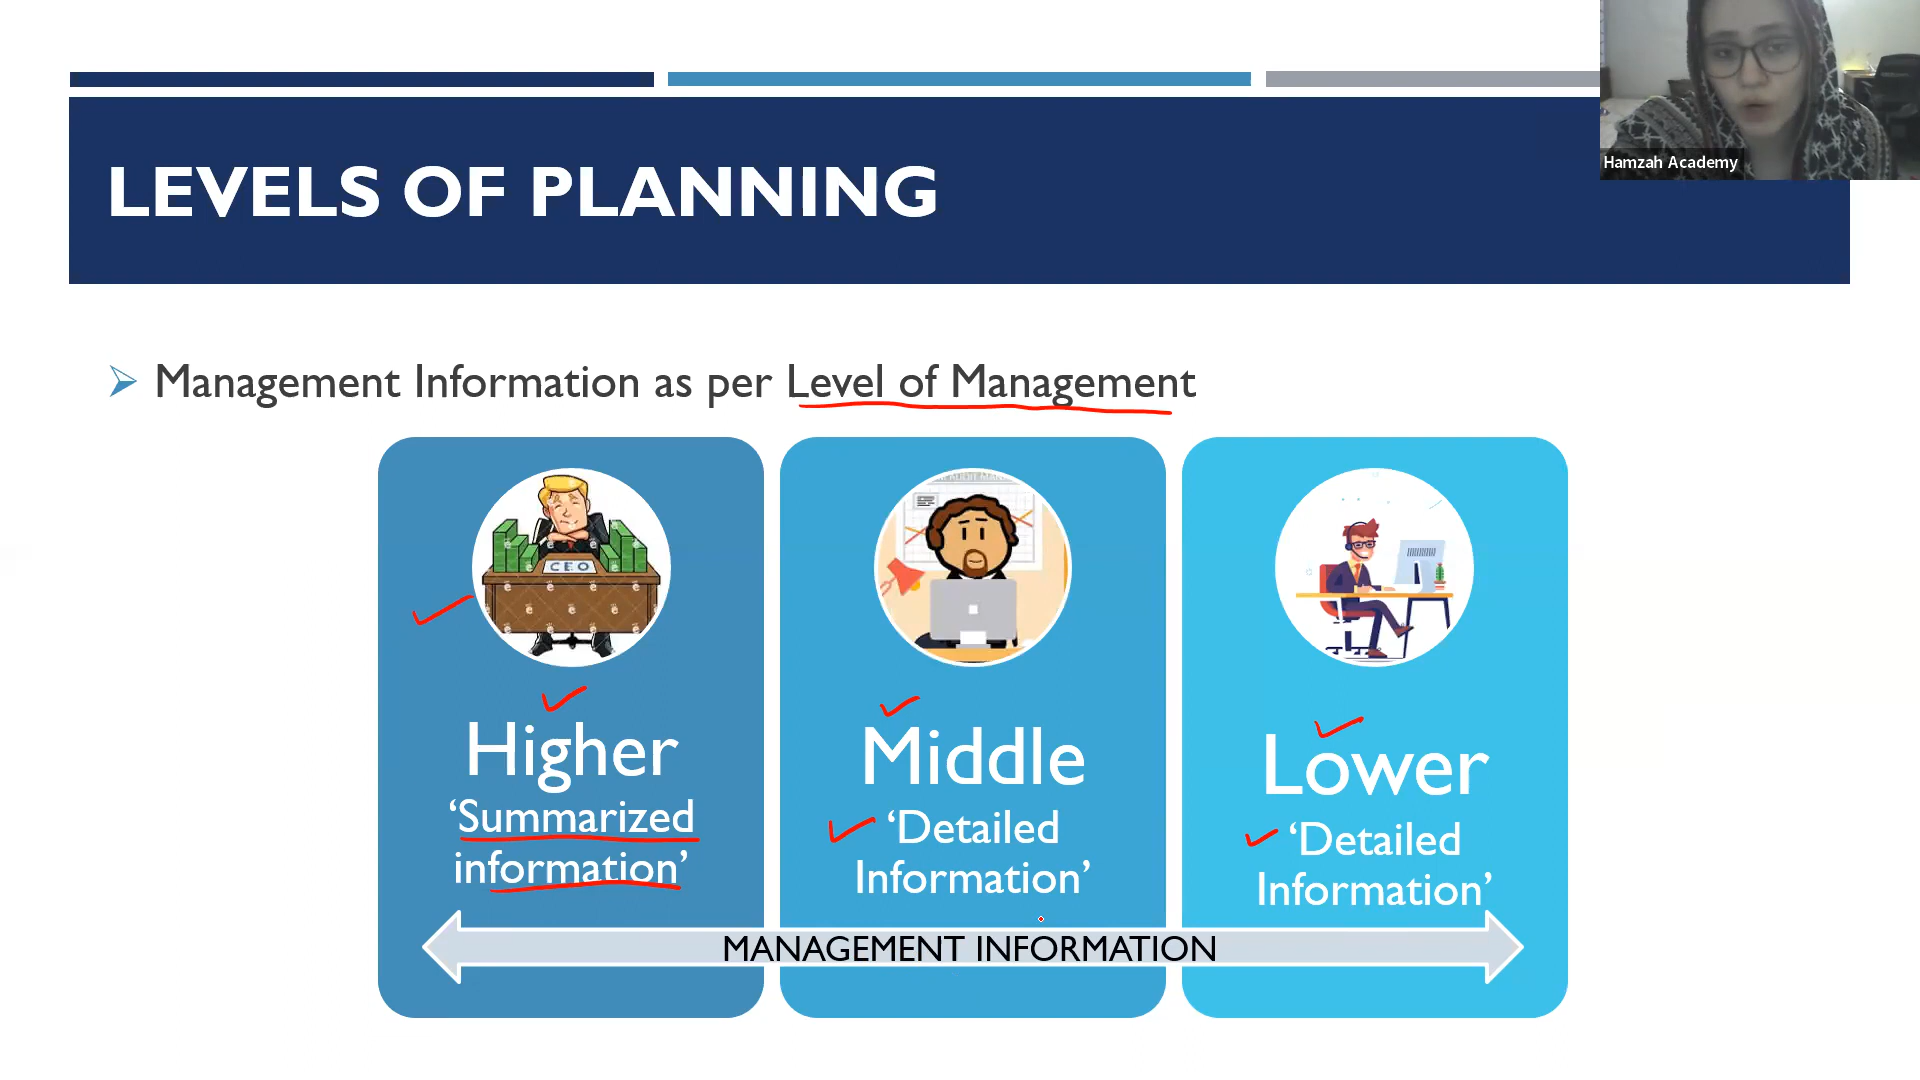 Hamzah Academy
LEVELS OF PLANNING
Management Information as per Level of Management
CEO
Higher
‘Summarized
information’
Middle
‘Detailed
Information’
Lower
‘Detailed
Information’
MANAGEMENT INFORMATION